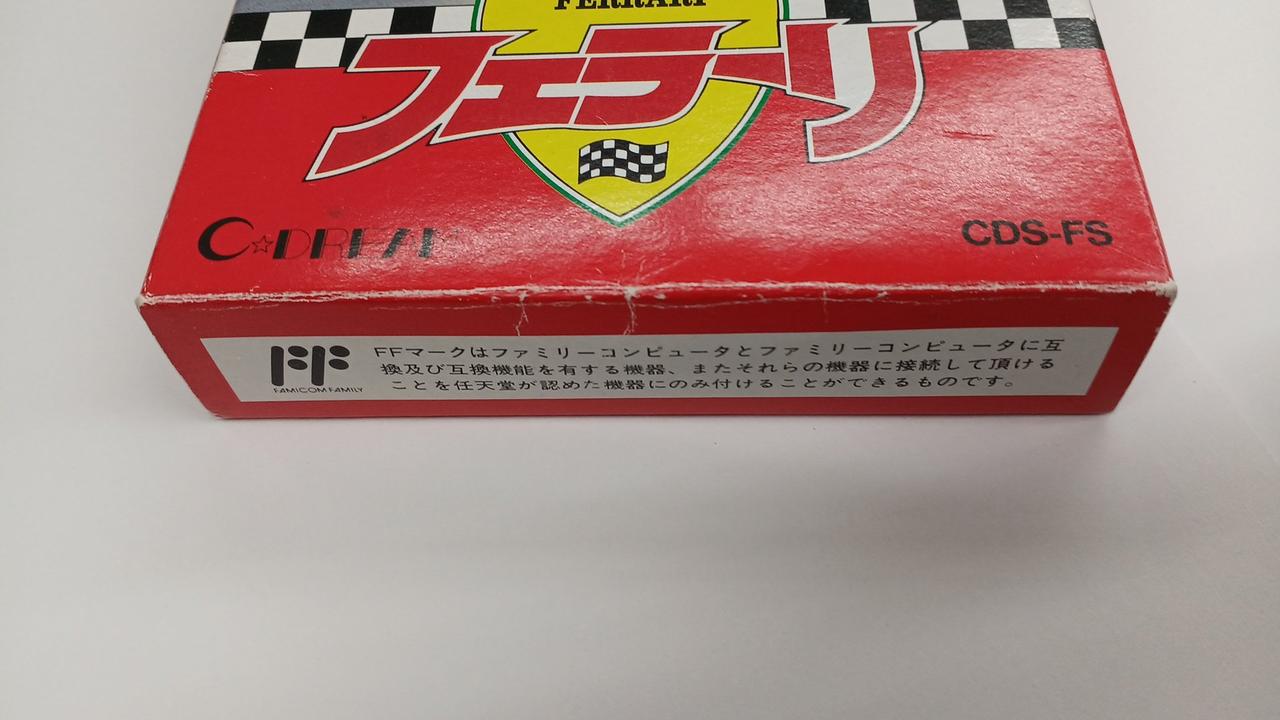 FERRARI
フェラーリ
C☆DREAM
CDS-FS
FF
FAMICOM FAMILY
FFマークはファミリーコンピュータとファミリーコンピュータに互
換及び互換機能を有する機器、またそれらの機器に接続して頂ける
ことを任天堂が認めた機器にのみ付けることができるものです。